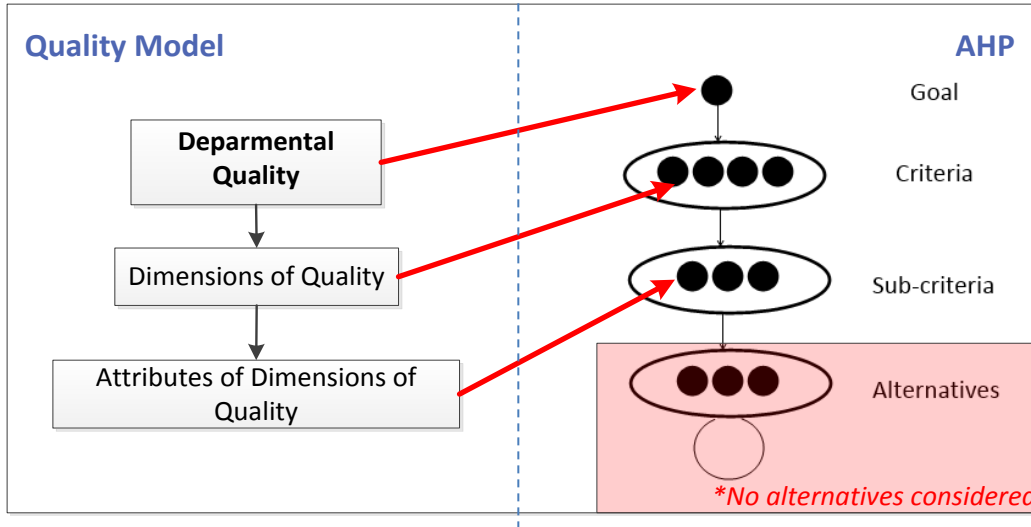 Quality Model
AHP
Deparmental
Quality
Dimensions of Quality
Attributes of Dimensions of
Quality
Goal
Criteria
Sub-criteria
Alternatives
*No alternatives considered